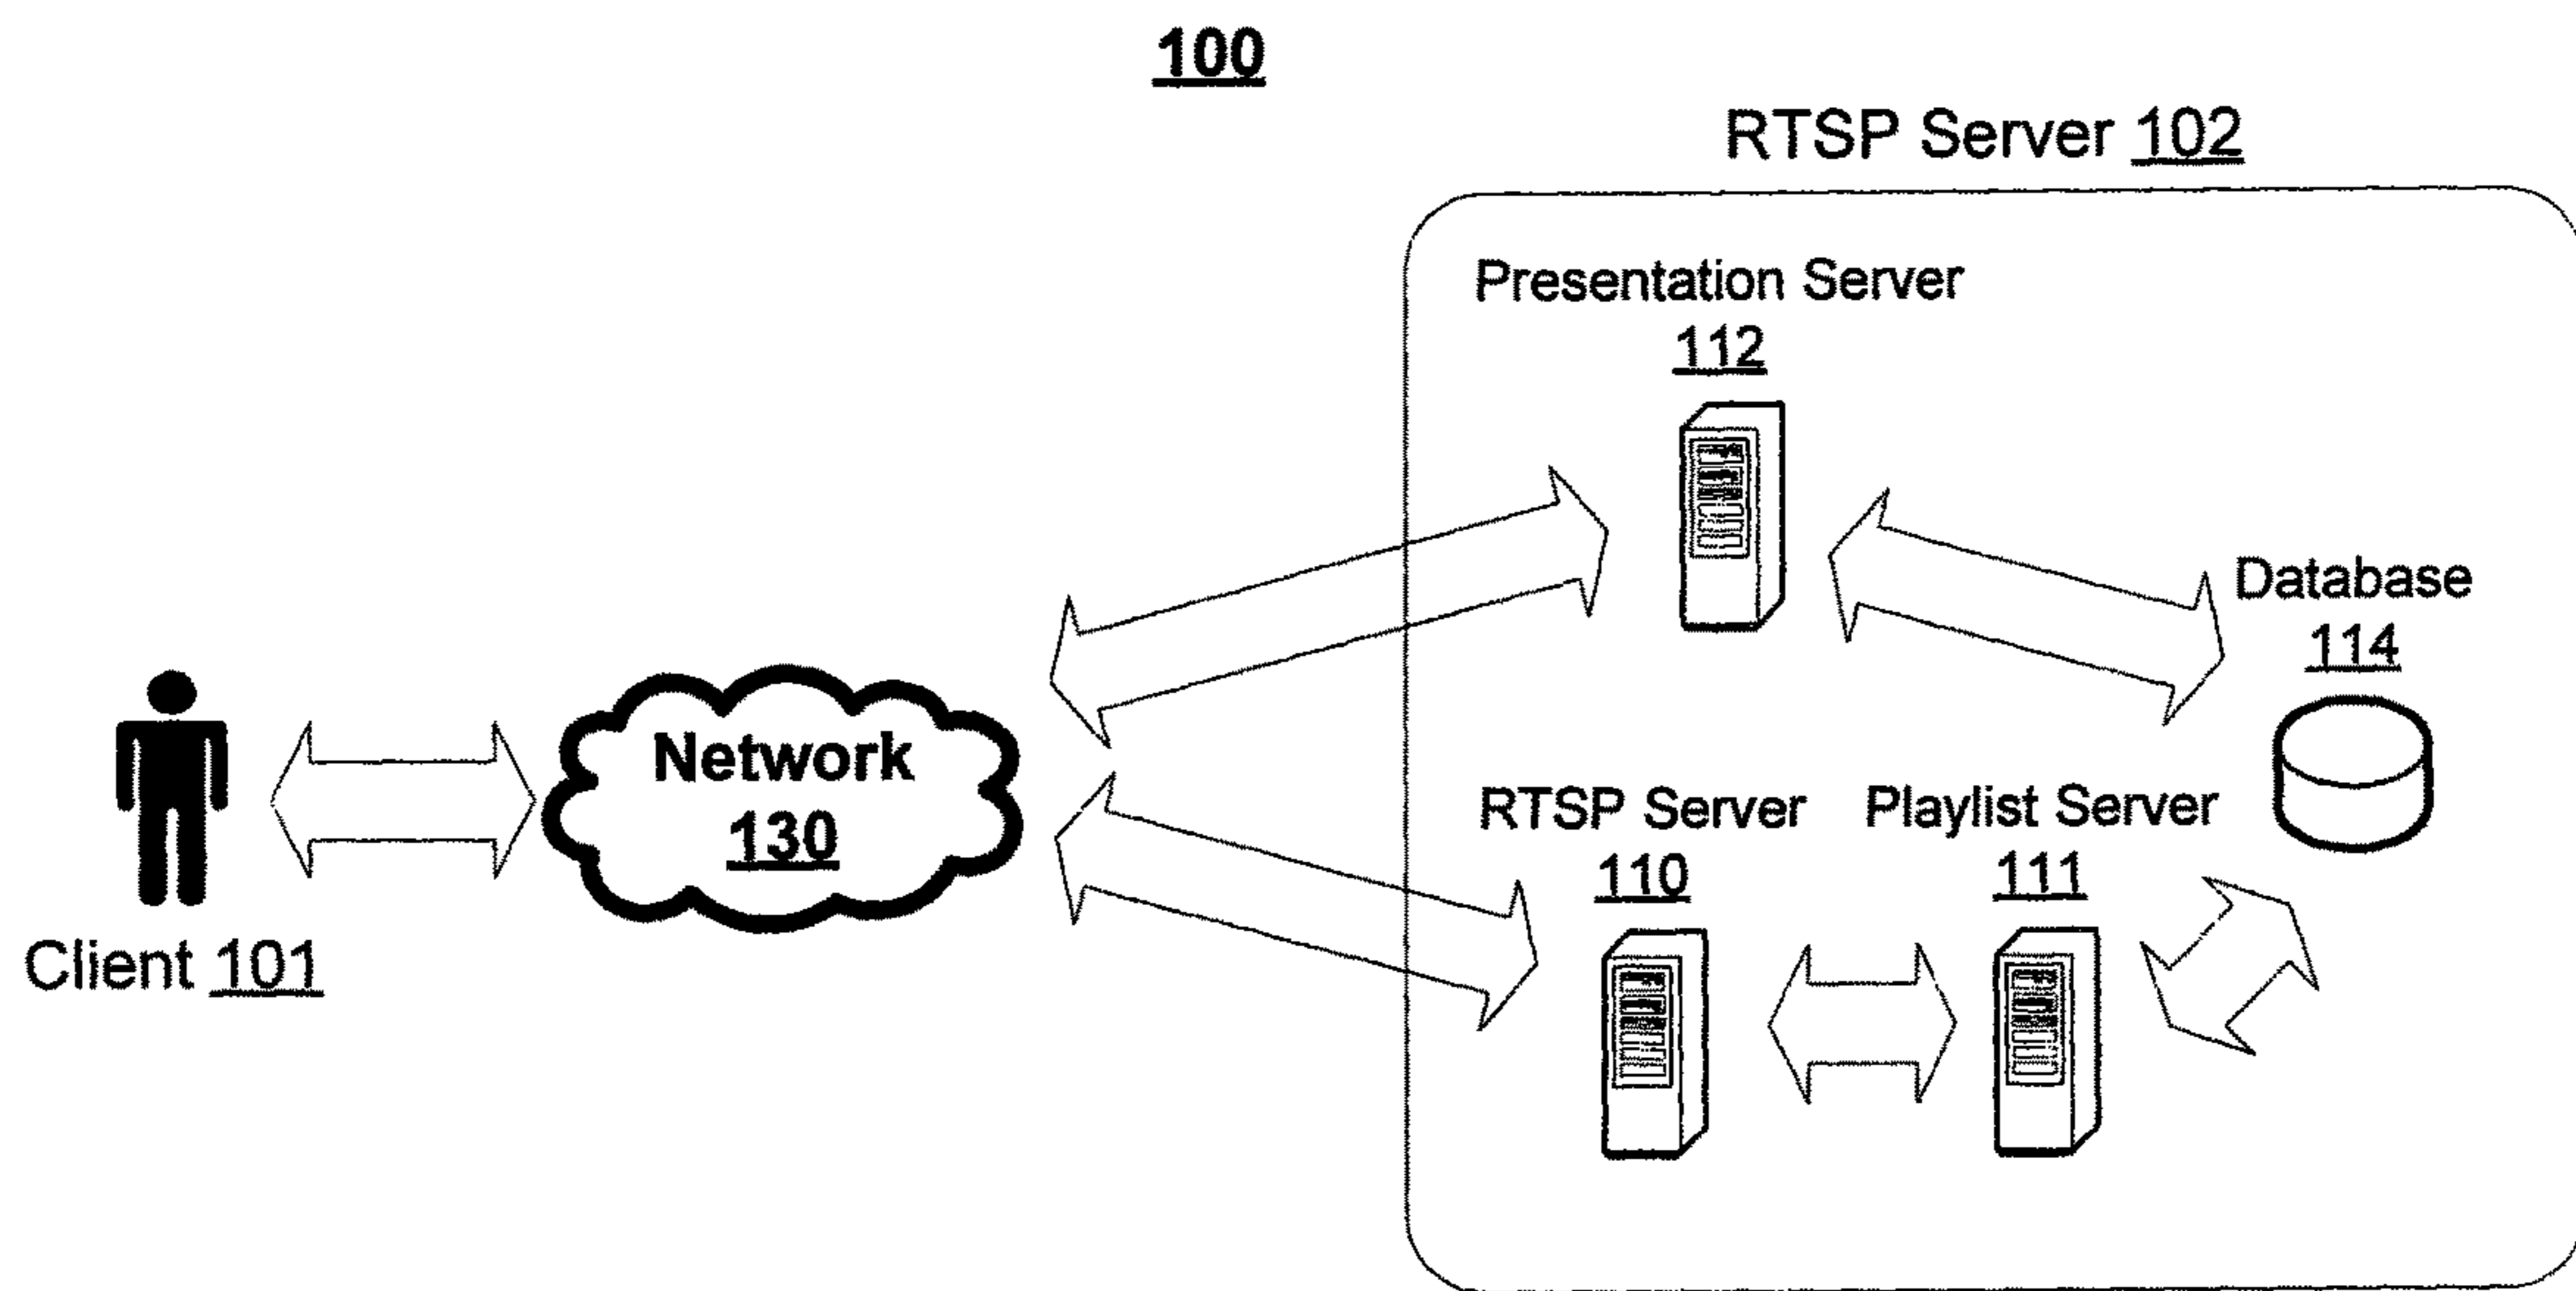 100
RTSP Server 102
Presentation Server
112
Database
114
Network
130
RTSP Server
110
Playlist Server
111
Client 101